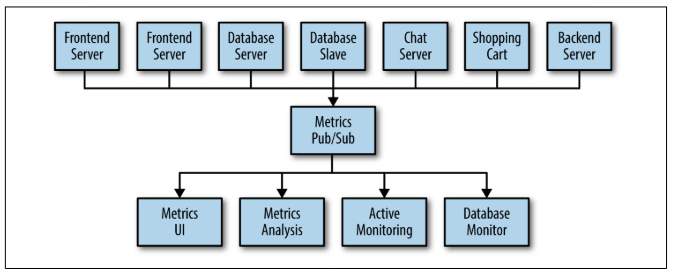 Frontend
Server
Frontend
Server
Database
Server
Database
Slave
Chat
Server
Shopping
Cart
Backend
Server
Metrics
Pub/Sub
Metrics
UI
Metrics
Analysis
Active
Monitoring
Database
Monitor